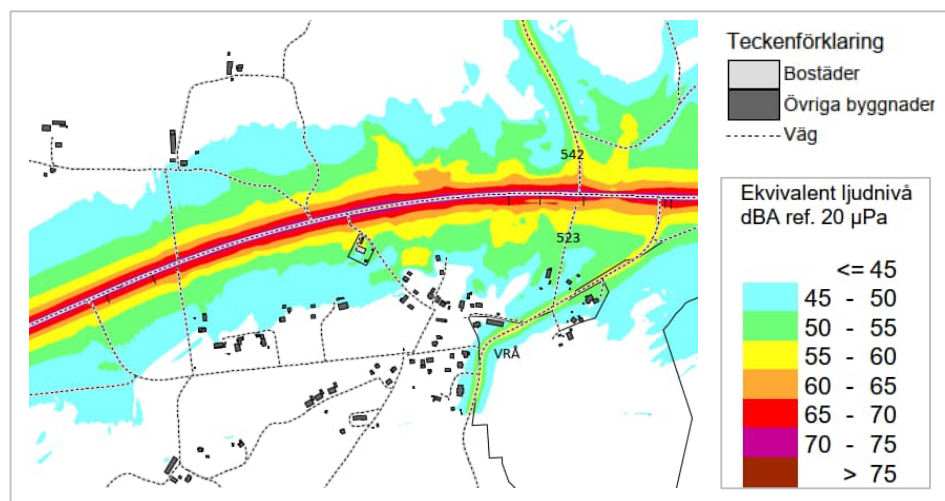 542
523
VRÅ
Teckenförklaring
Bostäder
Övriga byggnader
Väg
Ekvivalent ljudnivå
dBA ref. 20 µPa
<= 45
45 - 50
50 - 55
55 - 60
60 - 65
65 - 70
70 - 75
> 75